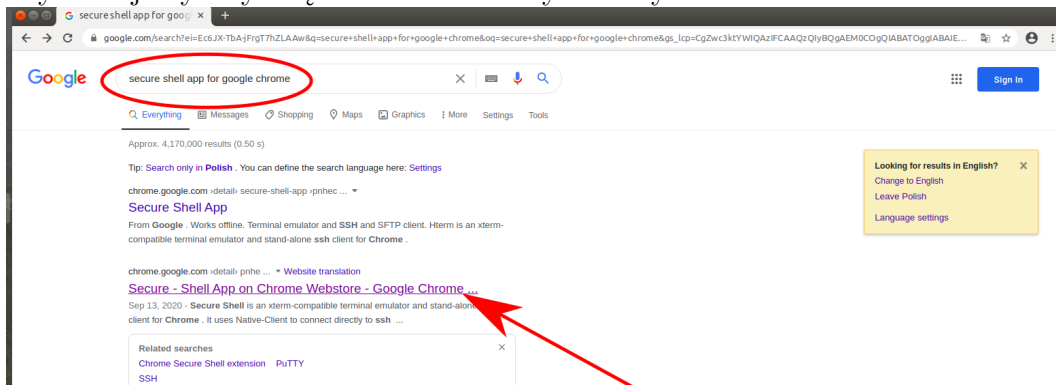 secure shell app for goog
google.com/search?ei=Ec6JX-TbA-jFrgT7hZLAAw&q=secure+shell+app+for+google+chrome&oq=secure+shell+app+for+google+chrome&gs_lcp=CgZwc3ktYWIQAzIFCAAQzQIyBQgAEM0COgQIABATOggIABAIE...
Google
secure shell app for google chrome
Sign In
Everything Messages Shopping Maps Graphics More Settings Tools
Approx. 4,170,000 results (0.50 s)
Tip: Search only in Polish . You can define the search language here: Settings
Looking for results in English?
Change to English
Leave Polish
Language settings
chrome.google.com ›detail› secure-shell-app ›pnhec ...
Secure Shell App
From Google . Works offline. Terminal emulator and SSH and SFTP client. Hterm is an xterm-
compatible terminal emulator and stand-alone ssh client for Chrome .
chrome.google.com ›detail› pnhe ... Website translation
Secure - Shell App on Chrome Webstore - Google Chrome ...
Sep 13, 2020 - Secure Shell is an xterm-compatible terminal emulator and stand-alone
client for Chrome . It uses Native-Client to connect directly to ssh ...
Related searches
Chrome Secure Shell extension PuTTY
SSH